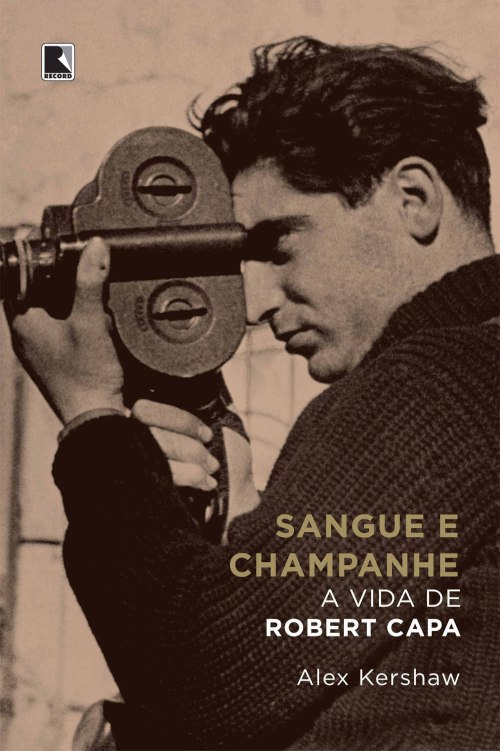 RECORD
SANGUE E
CHAMPANHE
A VIDA DE
ROBERT CAPA
Alex Kershaw